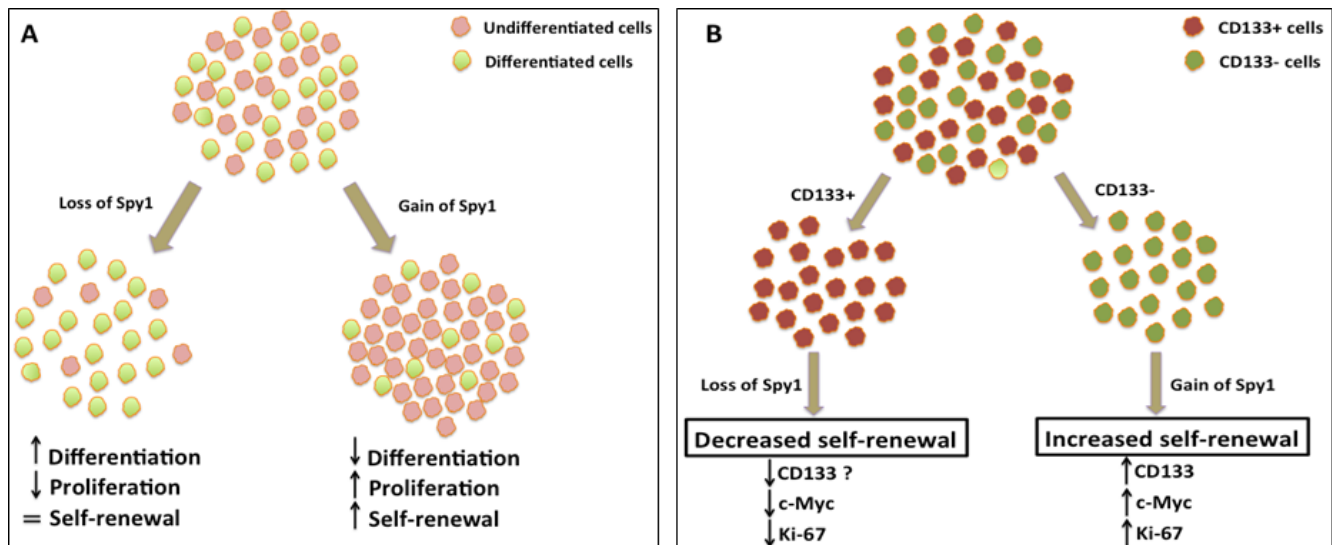 A
Undifferentiated cells
Differentiated cells
Loss of Spy1
Gain of Spy1
↑ Differentiation
↓ Proliferation
= Self-renewal
↓ Differentiation
↑ Proliferation
↑ Self-renewal
B
CD133+ cells
CD133- cells
CD133+
CD133-
Loss of Spy1
Gain of Spy1
Decreased self-renewal
↓ CD133 ?
↓ c-Myc
↓ Ki-67
Increased self-renewal
↑ CD133
↑ c-Myc
↑ Ki-67